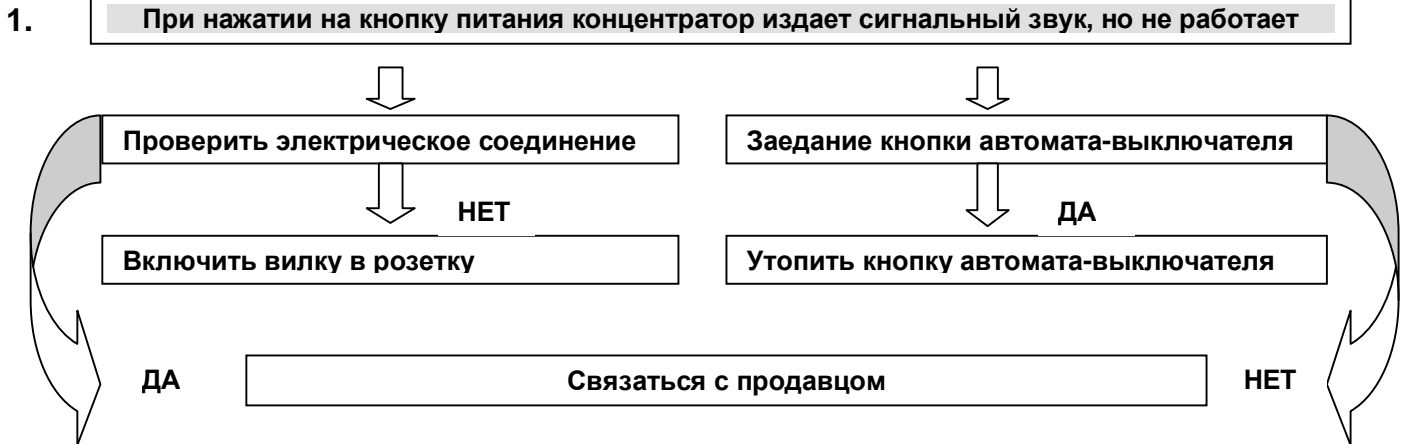 1. При нажатии на кнопку питания концентратор издает сигнальный звук, но не работает
Проверить электрическое соединение
Заедание кнопки автомата-выключателя
НЕТ
ДА
Включить вилку в розетку
Утопить кнопку автомата-выключателя
ДА
Связаться с продавцом
НЕТ